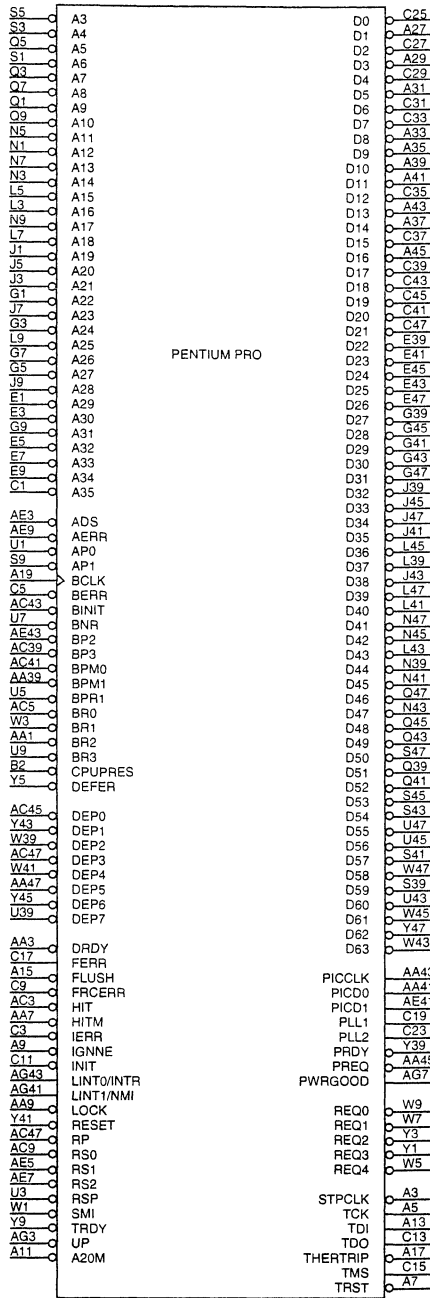 S5 A3
S3 A4
Q5 A5
S1 A6
Q3 A7
Q7 A8
Q1 A9
Q9 A10
N5 A11
N1 A12
N7 A13
N3 A14
L5 A15
L3 A16
N9 A17
L7 A18
J1 A19
J5 A20
J3 A21
G1 A22
J7 A23
G3 A24
L9 A25
G7 A26
G5 A27
J9 A28
E1 A29
E3 A30
G9 A31
E5 A32
E7 A33
E9 A34
C1 A35
AE3 ADS
AE9 AERR
U1 AP0
S9 AP1
A19 BCLK
C5 BERR
AC43 BINIT
U7 BNR
AE43 BP2
AC39 BP3
AC41 BPM0
AA39 BPM1
U5 BPR1
AC5 BR0
W3 BR1
AA1 BR2
U9 BR3
B2 CPUPRES
Y5 DEFER
AC45 DEP0
Y43 DEP1
W39 DEP2
AC47 DEP3
W41 DEP4
AA47 DEP5
Y45 DEP6
U39 DEP7
AA3 DRDY
C17 FERR
A15 FLUSH
C9 FRCERR
AC3 HIT
AA7 HITM
C3 IERR
A9 IGNNE
C11 INIT
AG43 LINT0/INTR
AG41 LINT1/NMI
AA9 LOCK
Y41 RESET
AC47 RP
AC9 RS0
AE5 RS1
AE7 RS2
U3 RSP
W1 SMI
Y9 TRDY
AG3 UP
A11 A20M
PENTIUM PRO
D0
D1
D2
D3
D4
D5
D6
D7
D8
D9
D10
D11
D12
D13
D14
D15
D16
D17
D18
D19
D20
D21
D22
D23
D24
D25
D26
D27
D28
D29
D30
D31
D32
D33
D34
D35
D36
D37
D38
D39
D40
D41
D42
D43
D44
D45
D46
D47
D48
D49
D50
D51
D52
D53
D54
D55
D56
D57
D58
D59
D60
D61
D62
D63
C25
A27
C27
A29
C29
A31
C31
C33
A33
A35
A41
C35
A43
A37
C37
A45
C39
C43
C45
C41
C47
E39
E41
E45
E43
E47
G39
G45
G41
G43
G47
J39
J45
J47
J41
L45
L39
J43
L47
L41
N47
N45
L43
N39
N41
Q47
N43
Q45
Q43
S47
Q39
Q41
S45
S43
U47
U45
S41
W47
S39
U43
W45
Y47
W43
PICCLK AA43
PICD0 AA41
PICD1 AE41
PLL1 C19
PLL2 C23
PRDY Y39
PREQ AA45
PWRGOOD AG7
REQ0 W9
REQ1 W7
REQ2 Y3
REQ3 Y1
REQ4 W5
STPCLK A3
TCK A5
TDI A13
TDO C13
THERTRIP A17
TMS C15
TRST A7